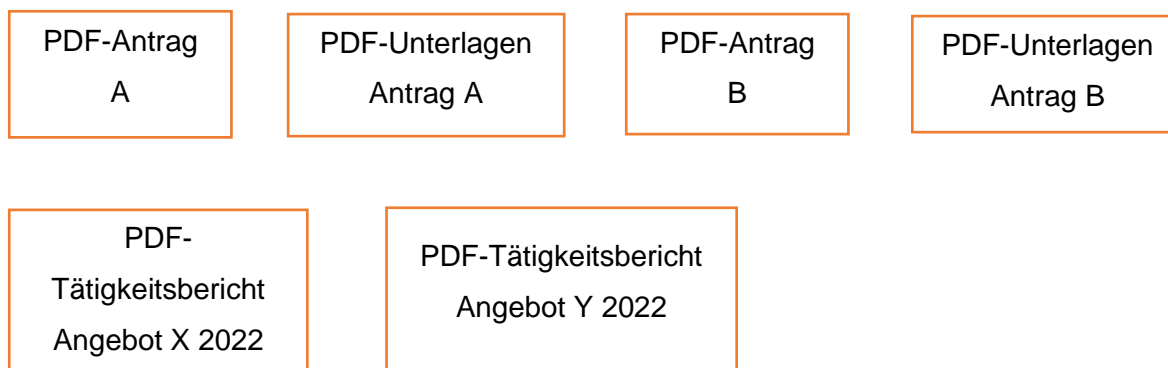 PDF-Antrag
A
PDF-Unterlagen
Antrag A
PDF-Antrag
B
PDF-Unterlagen
Antrag B
PDF-
Tätigkeitsbericht
Angebot X 2022
PDF-Tätigkeitsbericht
Angebot Y 2022